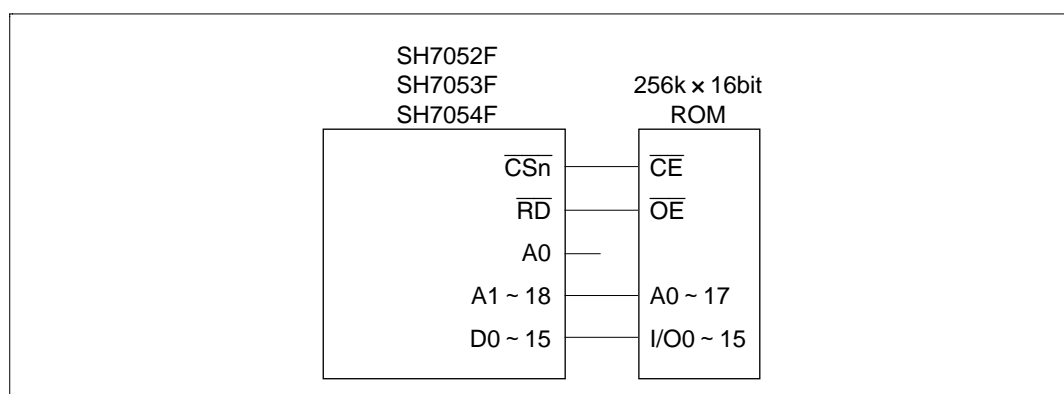 SH7052F
SH7053F
SH7054F
256k × 16bit
ROM
CSn
CE
RD
OE
A0
A1 ~ 18
A0 ~ 17
D0 ~ 15
I/O0 ~ 15